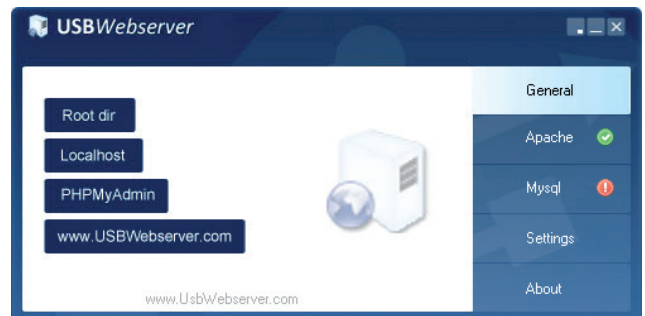 USBWebserver
General
Root dir
Apache
Localhost
PHPMyAdmin
Mysql
www.USBWebserver.com
Settings
www.UsbWebserver.com
About